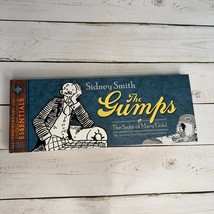 Sidney Smith
The
Gumps
The Saga of Mary Gold
ESSENTIALS